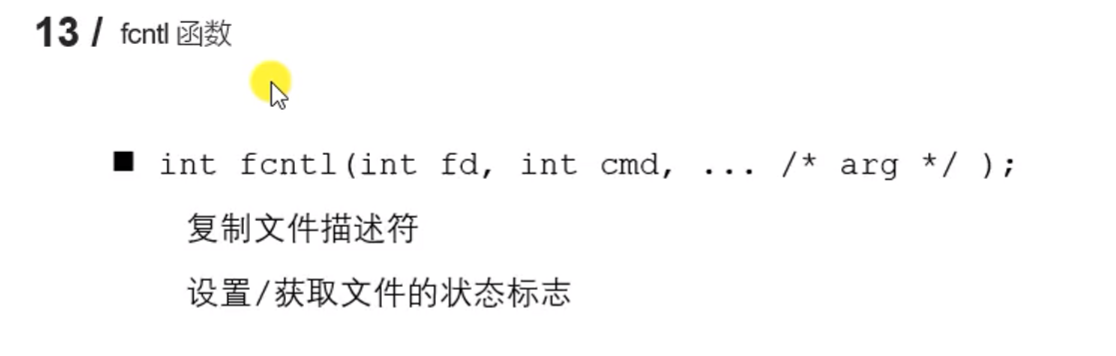 13 / fcntl 函数
■ int fcntl(int fd, int cmd, ... /* arg */ );
复制文件描述符
设置/获取文件的状态标志